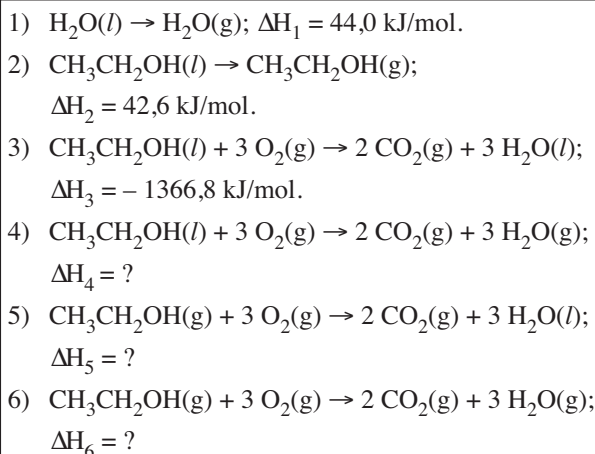 1) H₂O(l) → H₂O(g); ΔH₁ = 44,0 kJ/mol.
2) CH₃CH₂OH(l) → CH₃CH₂OH(g);
ΔH₂ = 42,6 kJ/mol.
3) CH₃CH₂OH(l) + 3 O₂(g) → 2 CO₂(g) + 3 H₂O(l);
ΔH₃ = – 1366,8 kJ/mol.
4) CH₃CH₂OH(l) + 3 O₂(g) → 2 CO₂(g) + 3 H₂O(g);
ΔH₄ = ?
5) CH₃CH₂OH(g) + 3 O₂(g) → 2 CO₂(g) + 3 H₂O(l);
ΔH₅ = ?
6) CH₃CH₂OH(g) + 3 O₂(g) → 2 CO₂(g) + 3 H₂O(g);
ΔH₆ = ?